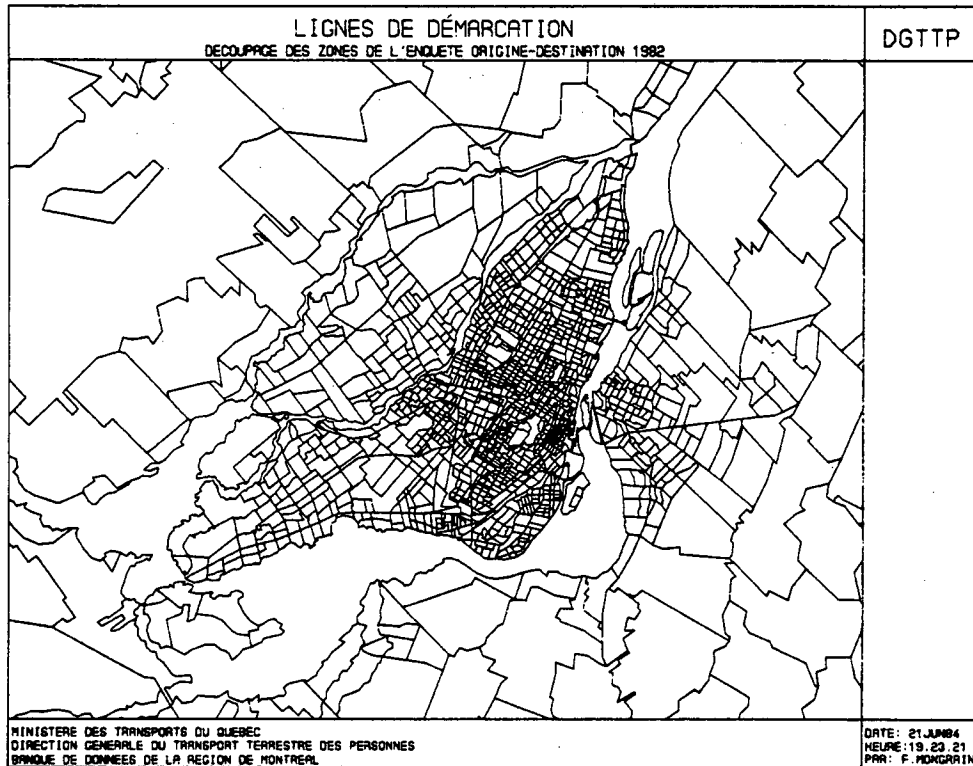 LIGNES DE DÉMARCATION
DECOUPAGE DES ZONES DE L'ENQUETE ORIGINE-DESTINATION 1982
DGTTP
MINISTERE DES TRANSPORTS DU QUEBEC
DIRECTION GENERALE DU TRANSPORT TERRESTRE DES PERSONNES
BANQUE DE DONNEES DE LA REGION DE MONTREAL
DATE: 21JUN84
HEURE:19.23.21
PAR: F.MONGRAIN